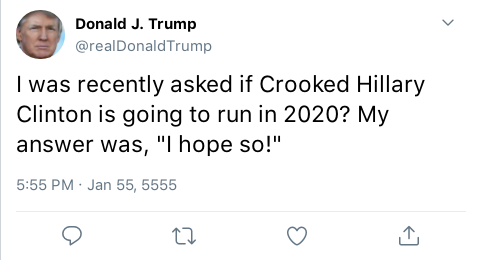 Donald J. Trump
@realDonaldTrump
I was recently asked if Crooked Hillary
Clinton is going to run in 2020? My
answer was, "I hope so!"
5:55 PM · Jan 55, 5555